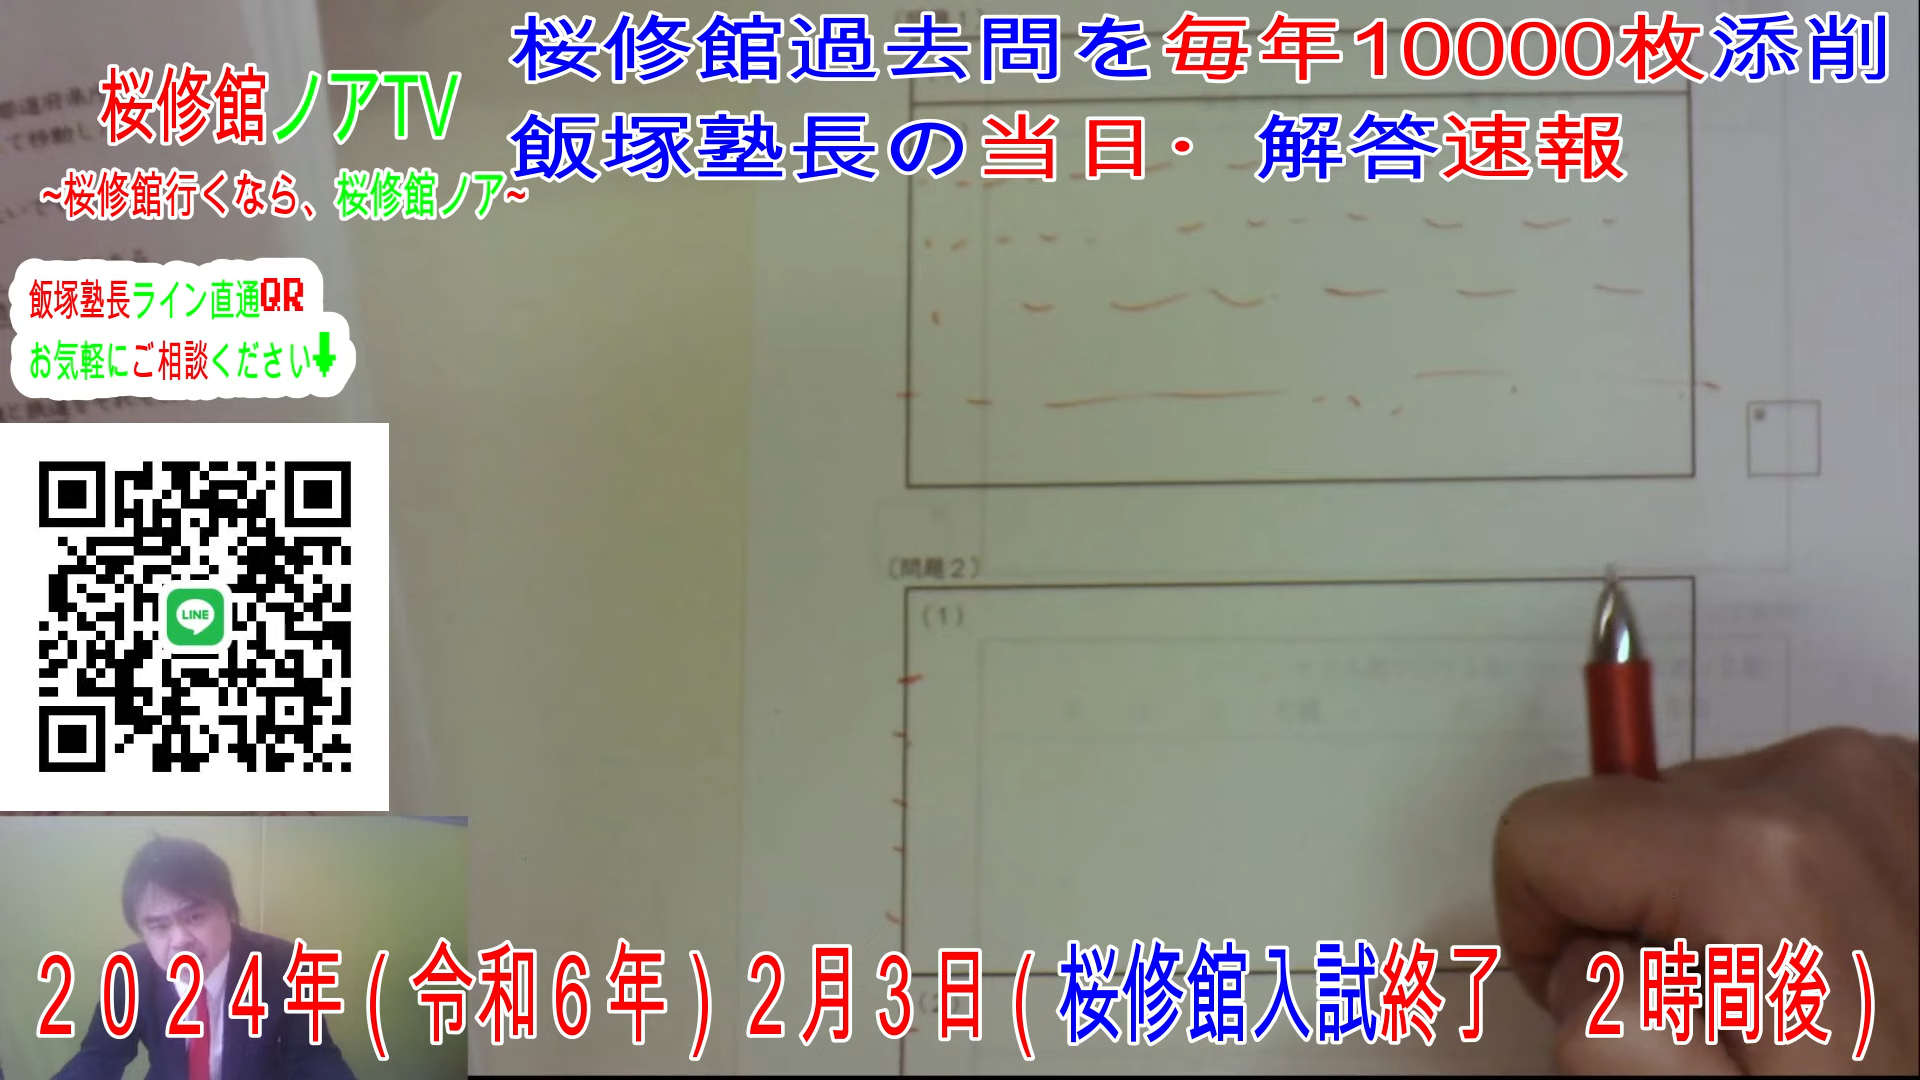 桜修館過去問を毎年10000枚添削
飯塚塾長の当日・解答速報
桜修館ノアTV
~桜修館行くなら、桜修館ノア~
飯塚塾長ライン直通QR
お気軽にご相談ください⬇
LINE
〔問題2〕
(1)
(2)
2024年(令和6年)2月3日(桜修館入試終了 2時間後)